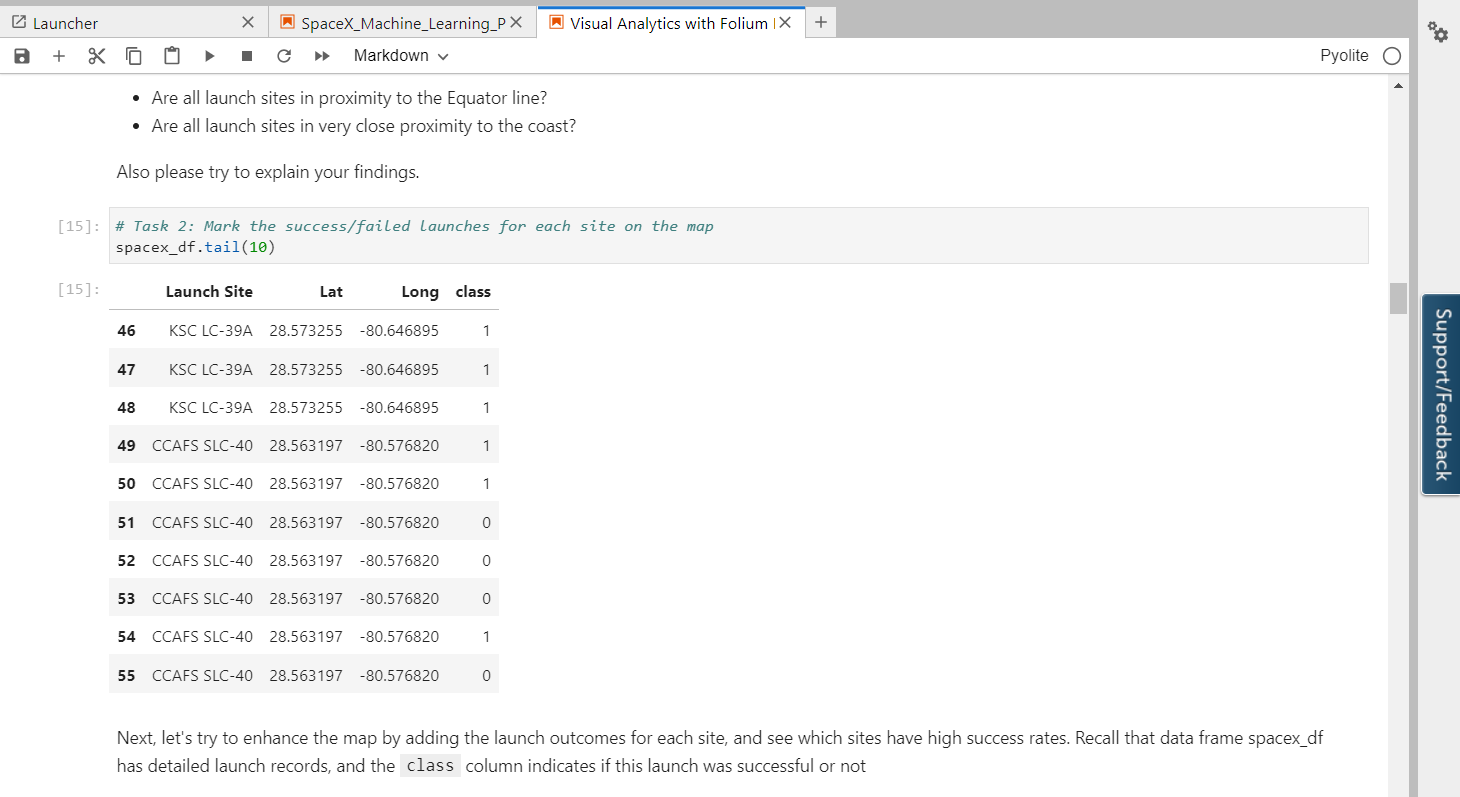 Launcher
SpaceX_Machine_Learning_P
Visual Analytics with Folium
Markdown
Pyolite
• Are all launch sites in proximity to the Equator line?
• Are all launch sites in very close proximity to the coast?
Also please try to explain your findings.
[15]: # Task 2: Mark the success/failed launches for each site on the map
spacex_df.tail(10)
[15]: Launch Site Lat Long class
46 KSC LC-39A 28.573255 -80.646895 1
47 KSC LC-39A 28.573255 -80.646895 1
48 KSC LC-39A 28.573255 -80.646895 1
49 CCAFS SLC-40 28.563197 -80.576820 1
50 CCAFS SLC-40 28.563197 -80.576820 1
51 CCAFS SLC-40 28.563197 -80.576820 0
52 CCAFS SLC-40 28.563197 -80.576820 0
53 CCAFS SLC-40 28.563197 -80.576820 0
54 CCAFS SLC-40 28.563197 -80.576820 1
55 CCAFS SLC-40 28.563197 -80.576820 0
Next, let's try to enhance the map by adding the launch outcomes for each site, and see which sites have high success rates. Recall that data frame spacex_df
has detailed launch records, and the class column indicates if this launch was successful or not
Support/Feedback